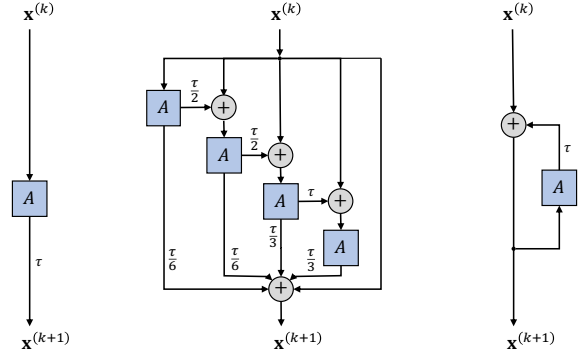 𝐱^(k) 𝐱^(k) 𝐱^(k)
A τ/2 +
+ τ
A τ/2 +
A
A τ +
A
τ τ/6 τ/6 τ/3 τ/3
+
𝐱^(k+1) 𝐱^(k+1) 𝐱^(k+1)
A